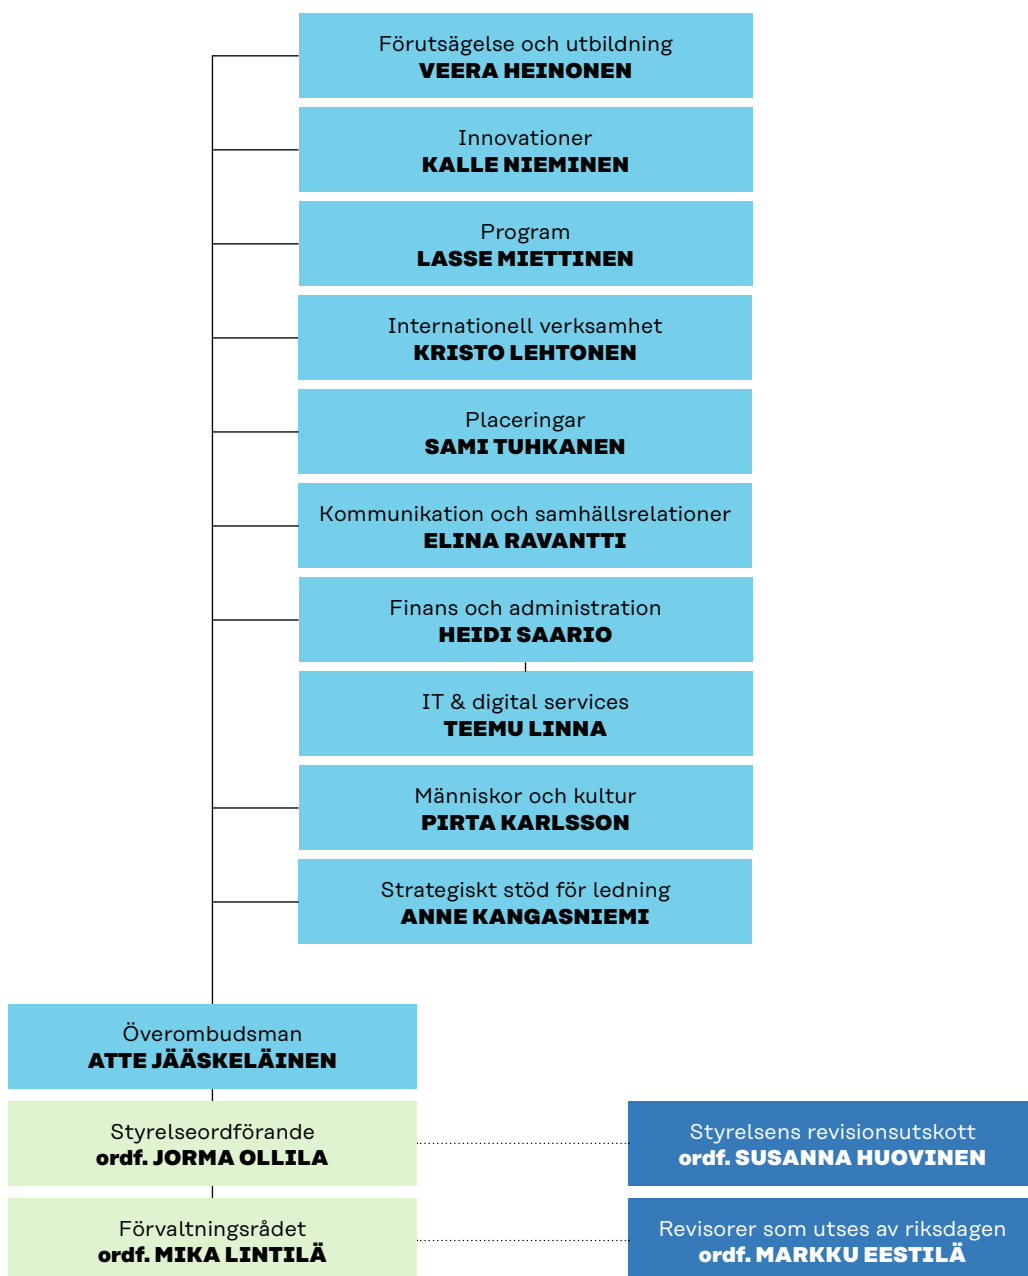 Förutsägelse och utbildning
VEERA HEINONEN
Innovationer
KALLE NIEMINEN
Program
LASSE MIETTINEN
Internationell verksamhet
KRISTO LEHTONEN
Placeringar
SAMI TUHKANEN
Kommunikation och samhällsrelationer
ELINA RAVANTTI
Finans och administration
HEIDI SAARIO
IT & digital services
TEEMU LINNA
Människor och kultur
PIRTA KARLSSON
Strategiskt stöd för ledning
ANNE KANGASNIEMI
Överombudsman
ATTE JÄÄSKELÄINEN
Styrelseordförande
ordf. JORMA OLLILA
Styrelsens revisionsutskott
ordf. SUSANNA HUOVINEN
Förvaltningsrådet
ordf. MIKA LINTILÄ
Revisorer som utses av riksdagen
ordf. MARKKU EESTILÄ